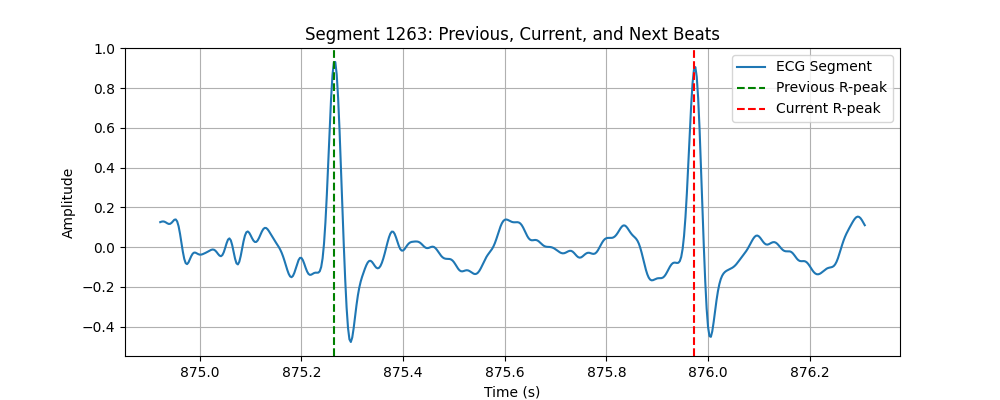 Segment 1263: Previous, Current, and Next Beats
1.0
0.8
0.6
0.4
0.2
0.0
−0.2
−0.4
Amplitude
ECG Segment
Previous R-peak
Current R-peak
875.0 875.2 875.4 875.6 875.8 876.0 876.2
Time (s)